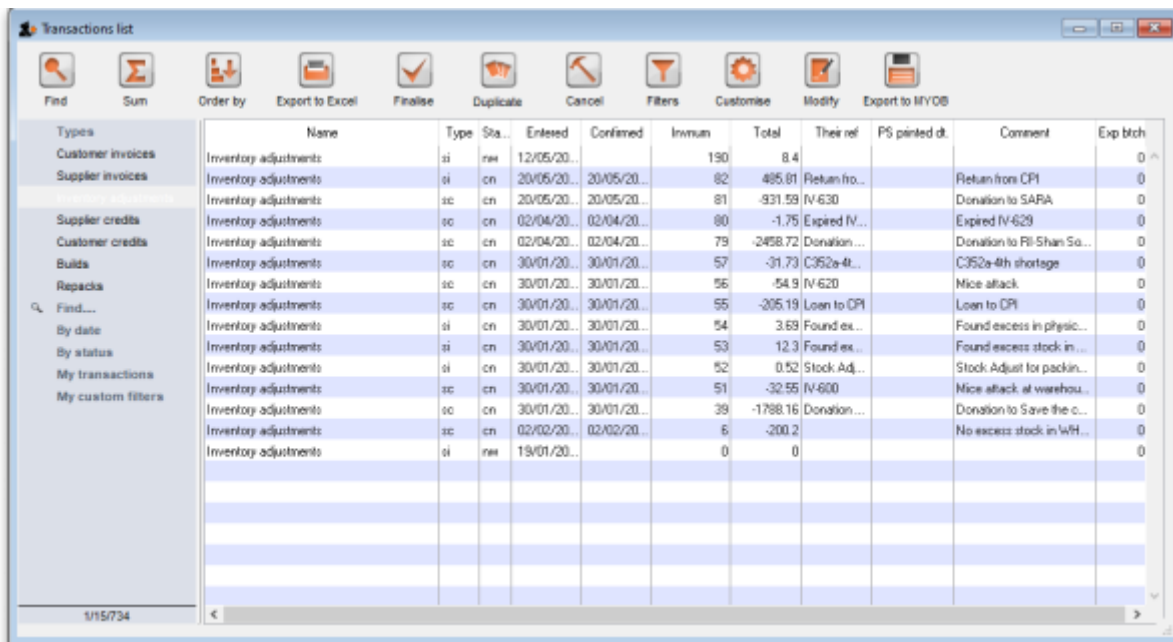 Transactions list
Find Sum Order by Export to Excel Finalise Duplicate Cancel Filters Customise Modify Export to MYOB
Types
Customer invoices
Supplier invoices
Inventory adjustments
Supplier credits
Customer credits
Builds
Repacks
Find....
By date
By status
My transactions
My custom filters
1/15/734
Name Type Sta... Entered Confirmed Invnum Total Their ref PS printed dt. Comment Exp btch
Inventory adjustments si nw 12/05/20... 190 8.4 0
Inventory adjustments si cn 20/05/20... 20/05/20... 82 485.81 Return fro... Return from CPI 0
Inventory adjustments sc cn 20/05/20... 20/05/20... 81 -931.59 IV-630 Donation to SARA 0
Inventory adjustments sc cn 02/04/20... 02/04/20... 80 -1.75 Expired IV... Expired IV-629 0
Inventory adjustments sc cn 02/04/20... 02/04/20... 79 -2458.72 Donation ... Donation to RI-Shan So... 0
Inventory adjustments sc cn 30/01/20... 30/01/20... 57 -31.73 C352a-4t... C352a-4th shortage 0
Inventory adjustments sc cn 30/01/20... 30/01/20... 56 -54.9 IV-620 Mice attack 0
Inventory adjustments sc cn 30/01/20... 30/01/20... 55 -205.19 Loan to CPI Loan to CPI 0
Inventory adjustments si cn 30/01/20... 30/01/20... 54 3.69 Found ex... Found excess in physic... 0
Inventory adjustments si cn 30/01/20... 30/01/20... 53 12.3 Found ex... Found excess stock in ... 0
Inventory adjustments si cn 30/01/20... 30/01/20... 52 0.52 Stock Adj... Stock Adjust for packin... 0
Inventory adjustments sc cn 30/01/20... 30/01/20... 51 -32.55 IV-600 Mice attack at warehou... 0
Inventory adjustments sc cn 30/01/20... 30/01/20... 39 -1788.16 Donation ... Donation to Save the c... 0
Inventory adjustments sc cn 02/02/20... 02/02/20... 6 -200.2 No excess stock in WH... 0
Inventory adjustments si nw 19/01/20... 0 0 0